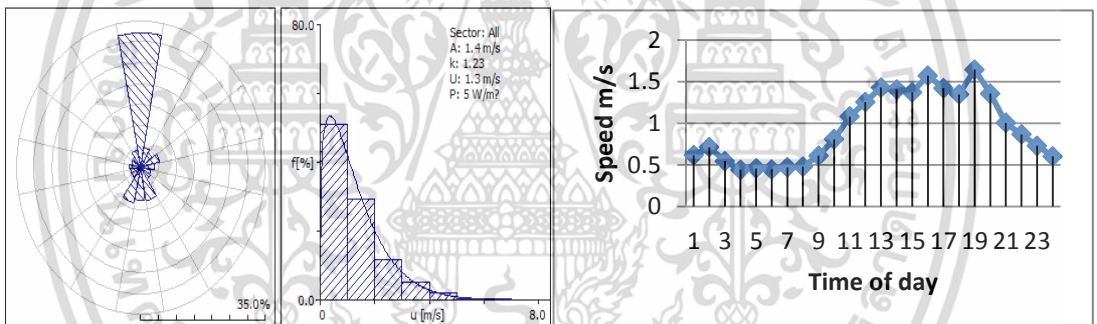 35.0%
80.0
f[%]
0.0
0
u [m/s]
8.0
Sector: All
A: 1.4 m/s
k: 1.23
U: 1.3 m/s
P: 5 W/m?
Speed m/s
2
1.5
1
0.5
0
1 3 5 7 9 11 13 15 17 19 21 23
Time of day